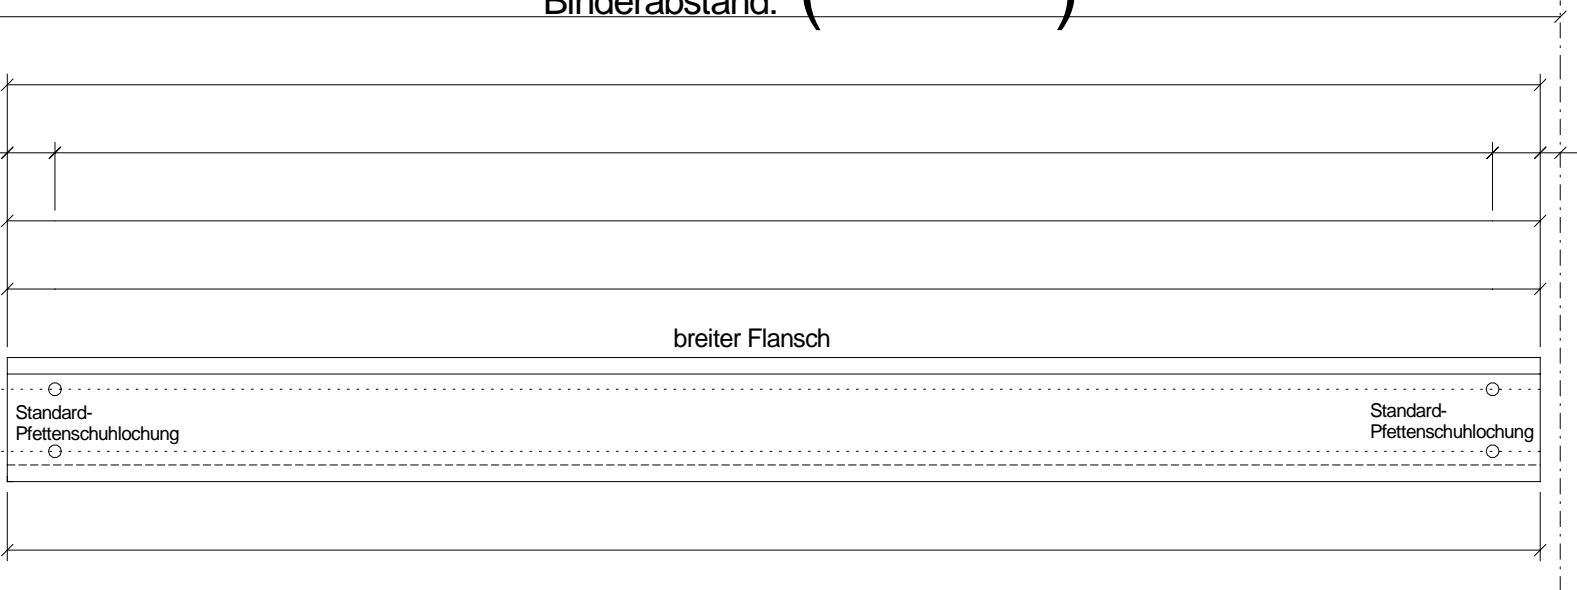 Binderabstand: ( )
breiter Flansch
Standard-
Pfettenschuhlochung
Standard-
Pfettenschuhlochung